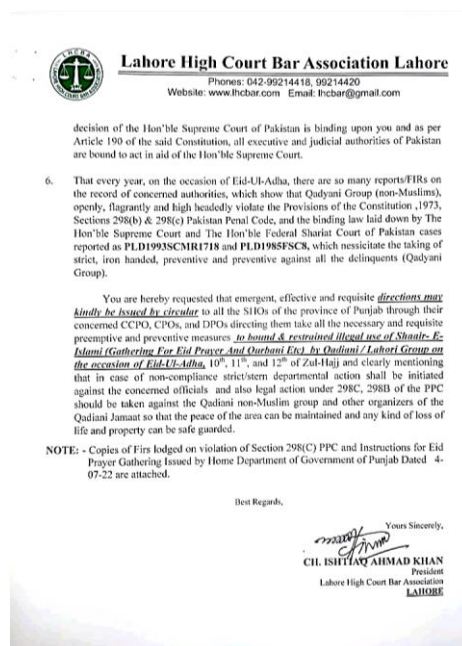 LHCBA
Lahore High Court Bar Association Lahore
Phones: 042-99214418, 99214420
Website: www.lhcbar.com Email: lhcbar@gmail.com
decision of the Hon'ble Supreme Court of Pakistan is binding upon you and as per
Article 190 of the said Constitution, all executive and judicial authorities of Pakistan
are bound to act in aid of the Hon'ble Supreme Court.
6. That every year, on the occasion of Eid-Ul-Adha, there are so many reports/FIRs on
the record of concerned authorities, which show that Qadyani Group (non-Muslims),
openly, flagrantly and high headedly violate the Provisions of the Constitution ,1973,
Sections 298(b) & 298(c) Pakistan Penal Code, and the binding law laid down by The
Hon'ble Supreme Court and The Hon'ble Federal Shariat Court of Pakistan cases
reported as PLD1993SCMR1718 and PLD1985FSC8, which nessicitate the taking of
strict, iron handed, preventive and preventive against all the delinquents (Qadyani
Group).
You are hereby requested that emergent, effective and requisite directions may
kindly be issued by circular to all the SHOs of the province of Punjab through their
concerned CCPO, CPOs, and DPOs directing them take all the necessary and requisite
preemptive and preventive measures to bound & restrained illegal use of Shaair- E-
Islami (Gathering For Eid Prayer And Qurbani Etc) by Qadiani / Lahori Group on
the occasion of Eid-Ul-Adha, 10th, 11th, and 12th of Zul-Hajj and clearly mentioning
that in case of non-compliance strict/stern departmental action shall be initiated
against the concerned officials and also legal action under 298C, 298B of the PPC
should be taken against the Qadiani non-Muslim group and other organizers of the
Qadiani Jamaat so that the peace of the area can be maintained and any kind of loss of
life and property can be safe guarded.
NOTE: - Copies of Firs lodged on violation of Section 298(C) PPC and Instructions for Eid
Prayer Gathering Issued by Home Department of Government of Punjab Dated 4-
07-22 are attached.
Best Regards,
Yours Sincerely,
CH. ISHTIAQ AHMAD KHAN
President
Lahore High Court Bar Association
LAHORE